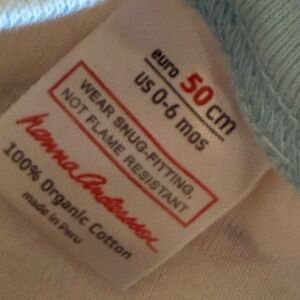 euro 50 cm
US 0-6 mos
WEAR SNUG-FITTING,
NOT FLAME RESISTANT
hanna andersson
100% Organic Cotton
made in Peru